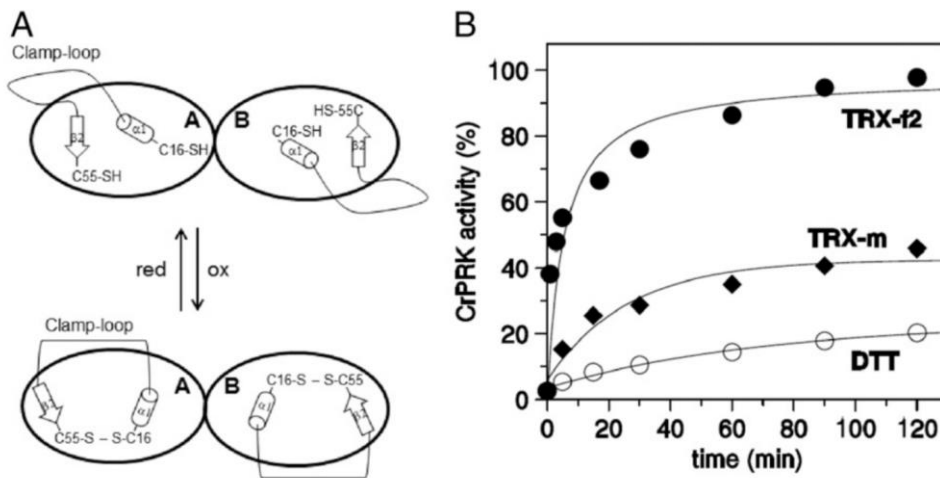 A
Clamp-loop
β2
α1
A
C16-SH
C55-SH
B
HS-55C
C16-SH
α1
β2
red
ox
Clamp-loop
β2
α1
A
C55-S – S-C16
B
C16-S – S-C55
α1
β2
B
CrPRK activity (%)
100
80
60
40
20
0
TRX-f2
TRX-m
DTT
0 20 40 60 80 100 120
time (min)